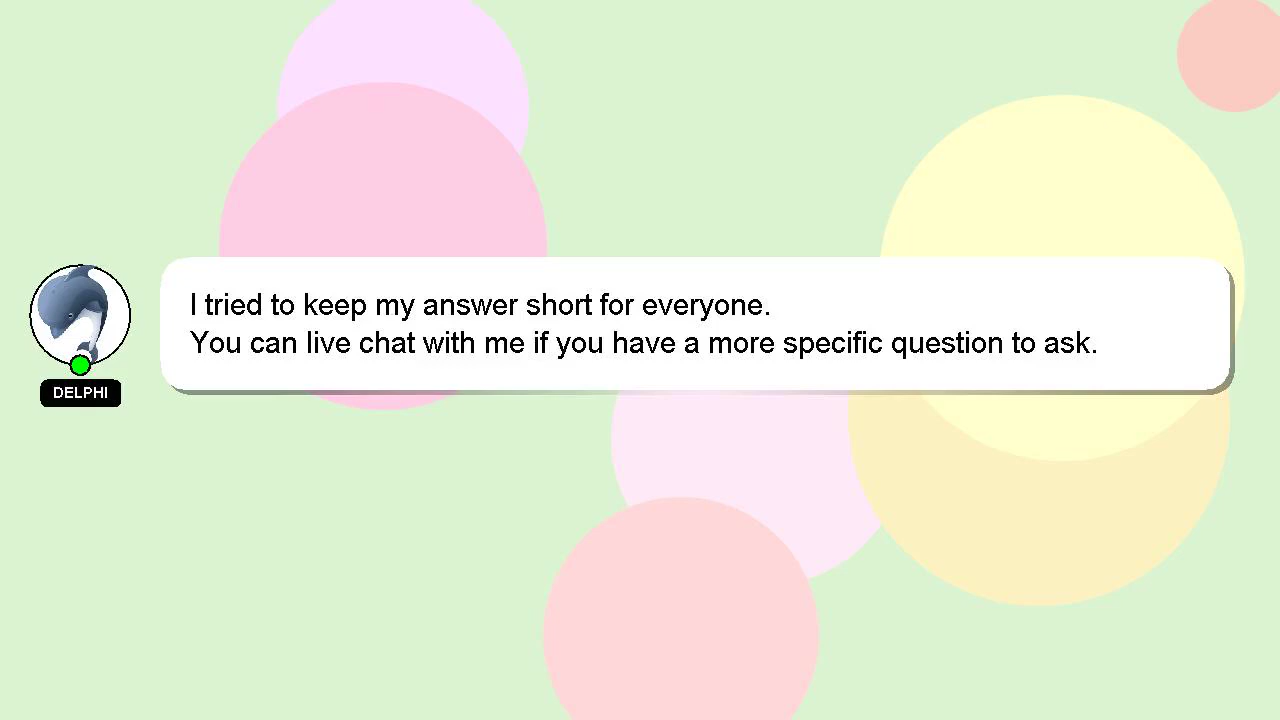 I tried to keep my answer short for everyone.
You can live chat with me if you have a more specific question to ask.
DELPHI